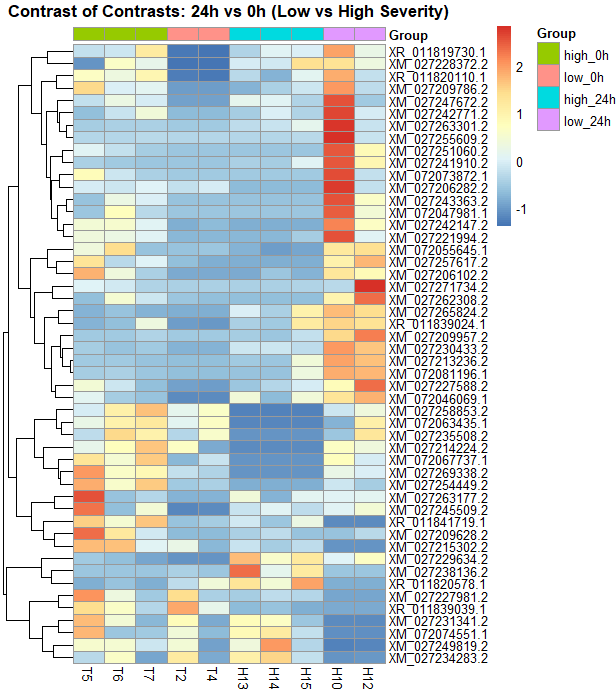 Contrast of Contrasts: 24h vs 0h (Low vs High Severity)
Group
XR_011819730.1
XM_027228372.2
XR_011820110.1
XM_027209786.2
XM_027247672.2
XM_027242771.2
XM_027263301.2
XM_027255609.2
XM_027251060.2
XM_027241910.2
XM_072073872.1
XM_027206282.2
XM_027243363.2
XM_072047981.1
XM_027242147.2
XM_027221994.2
XM_072055645.1
XM_027257617.2
XM_027206102.2
XM_027271734.2
XM_027262308.2
XM_027265824.2
XR_011839024.1
XM_027209957.2
XM_027230433.2
XM_027213236.2
XM_072081196.1
XM_027227588.2
XM_072046069.1
XM_027258853.2
XM_072063435.1
XM_027235508.2
XM_027214224.2
XM_072067737.1
XM_027269338.2
XM_027254449.2
XM_027263177.2
XM_027245509.2
XR_011841719.1
XM_027209628.2
XM_027215302.2
XM_027229634.2
XM_027238136.2
XR_011820578.1
XM_027227981.2
XR_011839039.1
XM_027231341.2
XM_072074551.1
XM_027249819.2
XM_027234283.2
T5 T6 T7 T2 T4 H13 H14 H15 H10 H12
2
1
0
-1
Group
high_0h
low_0h
high_24h
low_24h